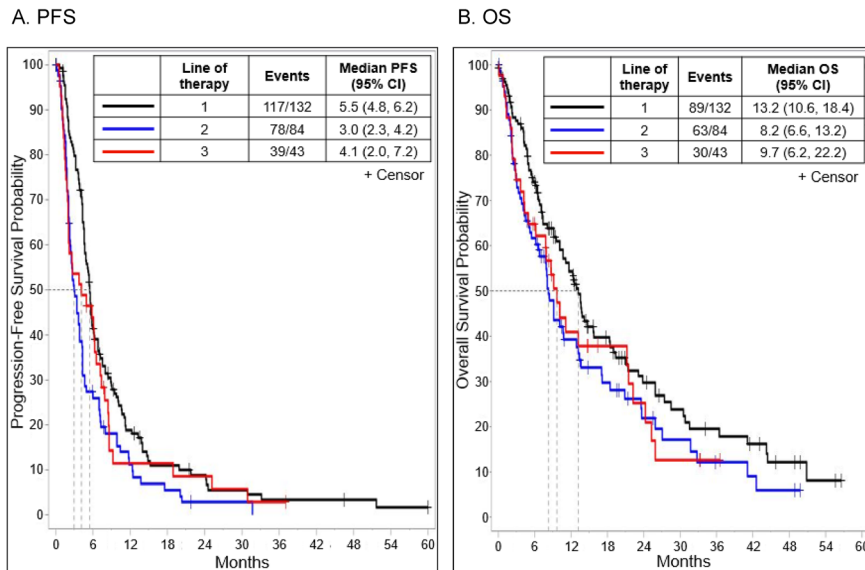 A. PFS
Line of therapy Events Median PFS (95% CI)
1 117/132 5.5 (4.8, 6.2)
2 78/84 3.0 (2.3, 4.2)
3 39/43 4.1 (2.0, 7.2)
+ Censor
Progression-Free Survival Probability
100
90
80
70
60
50
40
30
20
10
0
0 6 12 18 24 30 36 42 48 54 60
Months
B. OS
Line of therapy Events Median OS (95% CI)
1 89/132 13.2 (10.6, 18.4)
2 63/84 8.2 (6.6, 13.2)
3 30/43 9.7 (6.2, 22.2)
+ Censor
Overall Survival Probability
100
90
80
70
60
50
40
30
20
10
0
0 6 12 18 24 30 36 42 48 54 60
Months